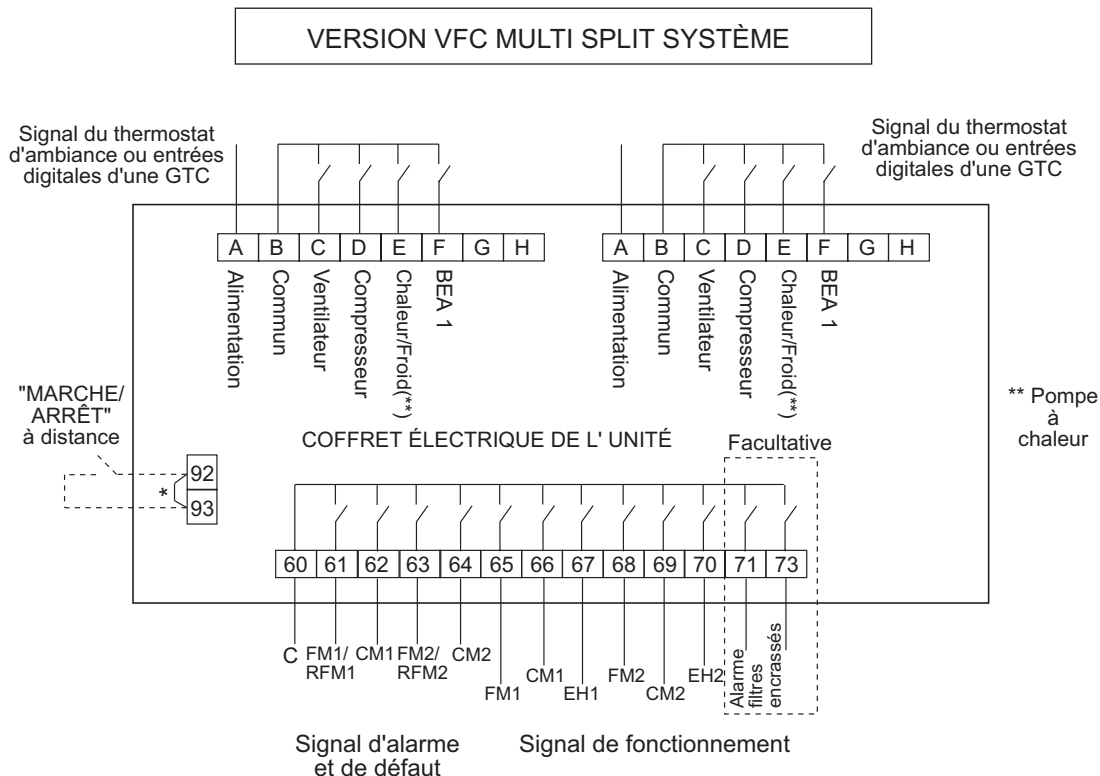 VERSION VFC MULTI SPLIT SYSTÈME
Signal du thermostat
d'ambiance ou entrées
digitales d'une GTC
Signal du thermostat
d'ambiance ou entrées
digitales d'une GTC
A B C D E F G H
A B C D E F G H
Alimentation
Commun
Ventilateur
Compresseur
Chaleur/Froid(**)
BEA 1
Alimentation
Commun
Ventilateur
Compresseur
Chaleur/Froid(**)
BEA 1
"MARCHE/
ARRÊT"
à distance
** Pompe
à
chaleur
COFFRET ÉLECTRIQUE DE L' UNITÉ
Facultative
92
*
93
60 61 62 63 64 65 66 67 68 69 70 71 73
C
FM1/
RFM1
CM1
FM2/
RFM2
CM2
FM1
CM1
EH1
FM2
CM2
EH2
Alarme
filtres
encrassés
Signal d'alarme
et de défaut
Signal de fonctionnement